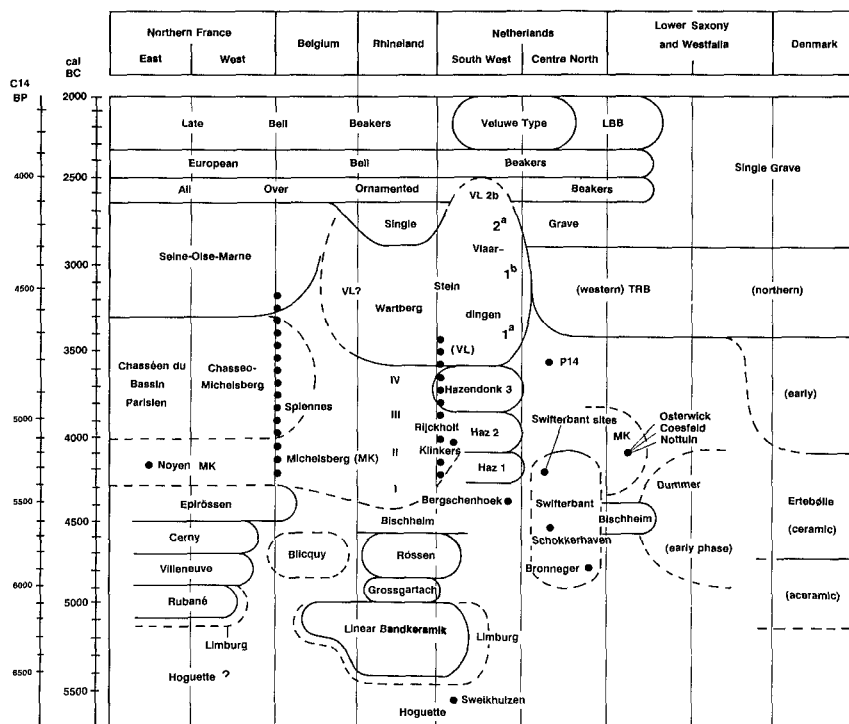 Northern France
Belgium
Rhineland
Netherlands
Lower Saxony
and Westfalia
Denmark
East
West
South West
Centre North
cal
BC
C14
BP
2000
Late Bell Beakers
Veluwe Type
LBB
European Bell Beakers
Single Grave
4000
2500
All Over Ornamented Beakers
VL 2b
Single
2a
Grave
Vlaar-
Seine-Oise-Marne
1b
3000
4500
VL?
Stein
(western) TRB
(northern)
Wartberg
dingen
1a
3500
(VL)
P14
Chasséen du
Bassin
Parisien
Chasseo-
Michelsberg
IV
Hazendonk 3
(early)
Spiennes
III
5000
Rijckholt
Haz 2
Swifterbant sites
MK
Osterwick
Coesfeld
Nottuln
4000
Klinkers
II
Noyen MK
Michelsberg (MK)
Haz 1
Dummer
I
5400
Epirössen
Bergschenhoek
Swifterbant
Ertebølle
4500
Bischheim
Bischheim
(ceramic)
Cerny
Schokkerhaven
Blicquy
Rössen
(early phase)
Villeneuve
Bronneger
6000
Grossgartach
(aceramic)
5000
Rubané
Linear Bandkeramik
Limburg
Limburg
6500
Hoguette ?
5500
Sweikhuizen
Hoguette